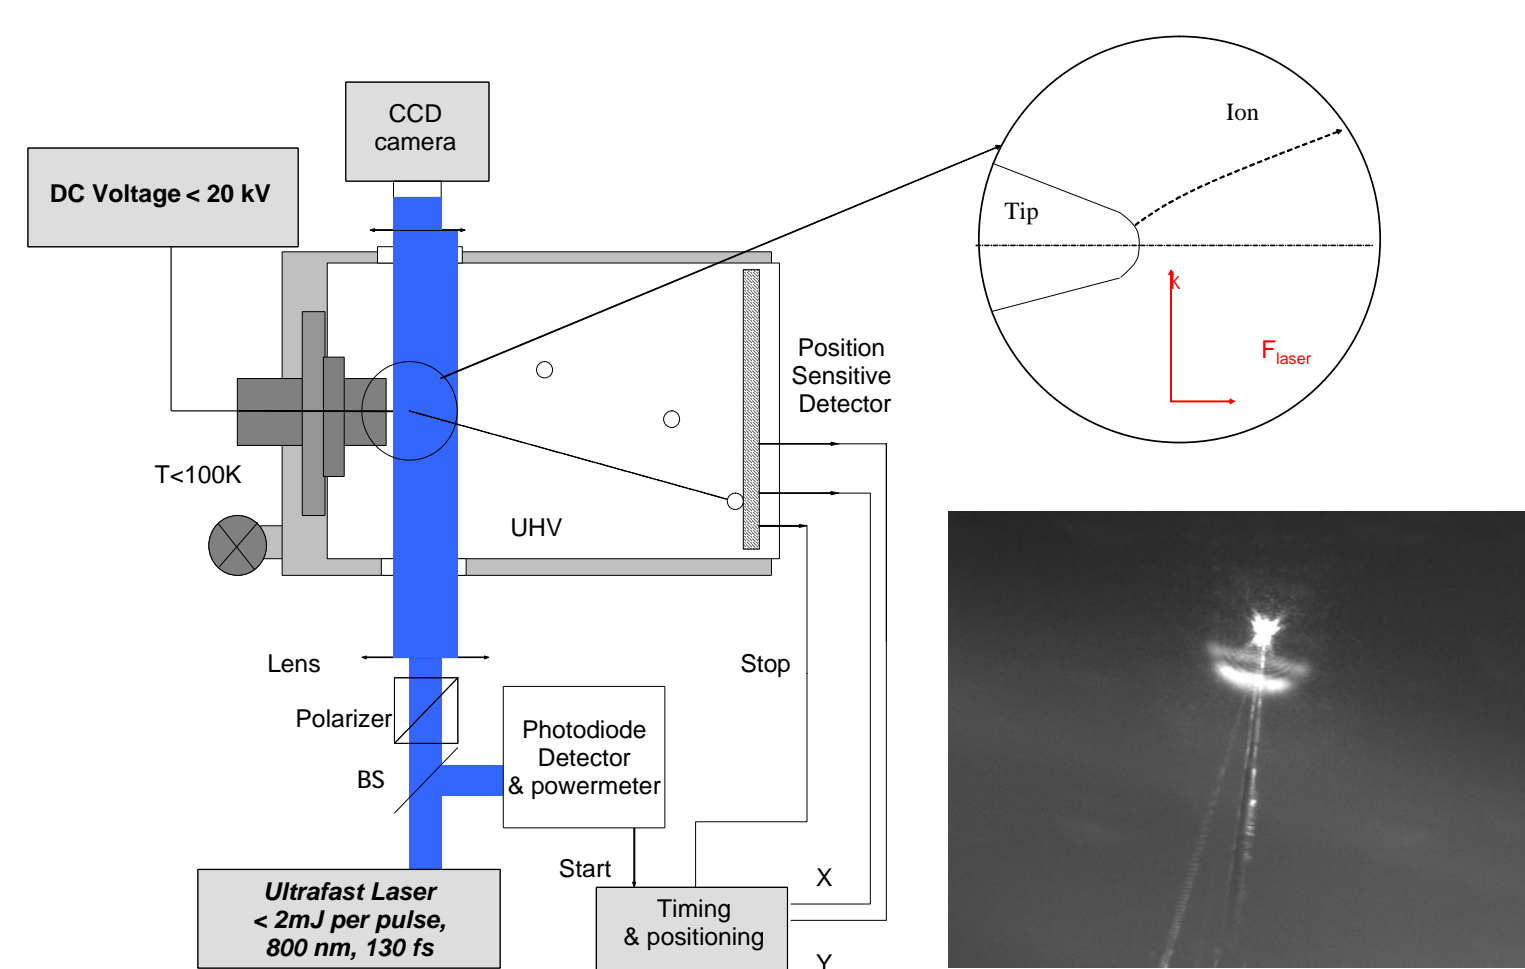 CCD
camera
DC Voltage < 20 kV
Ion
Tip
K
F laser
Position
Sensitive
Detector
T<100K
UHV
Lens
Stop
Polarizer
Photodiode
Detector
& powermeter
BS
Start
X
Ultrafast Laser
< 2mJ per pulse,
800 nm, 130 fs
Timing
& positioning
Y